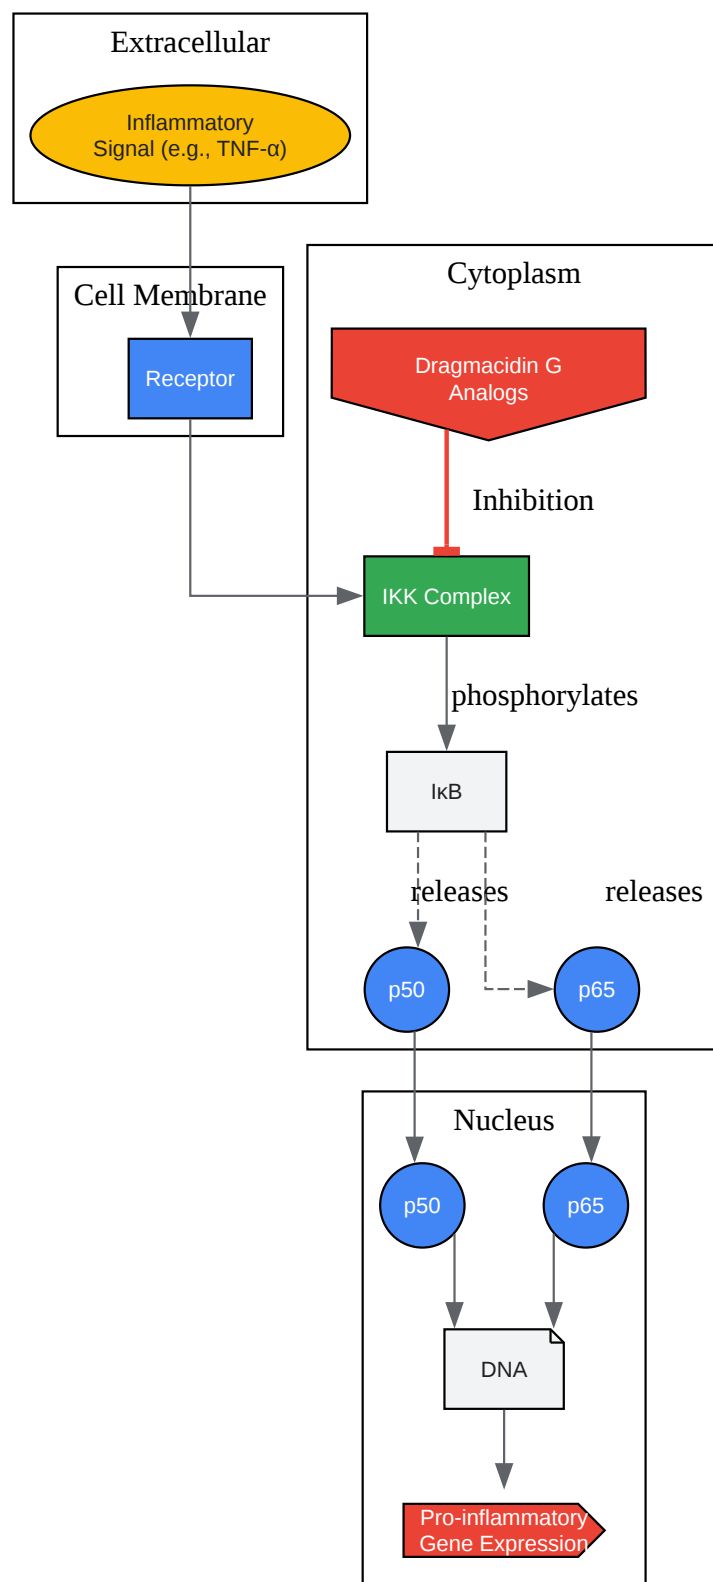 Extracellular
Inflammatory
Signal (e.g., TNF-α)
Cell Membrane
Receptor
Cytoplasm
Dragmacidin G
Analogs
Inhibition
IKK Complex
phosphorylates
IκB
releases
releases
p50
p65
Nucleus
p50
p65
DNA
Pro-inflammatory
Gene Expression